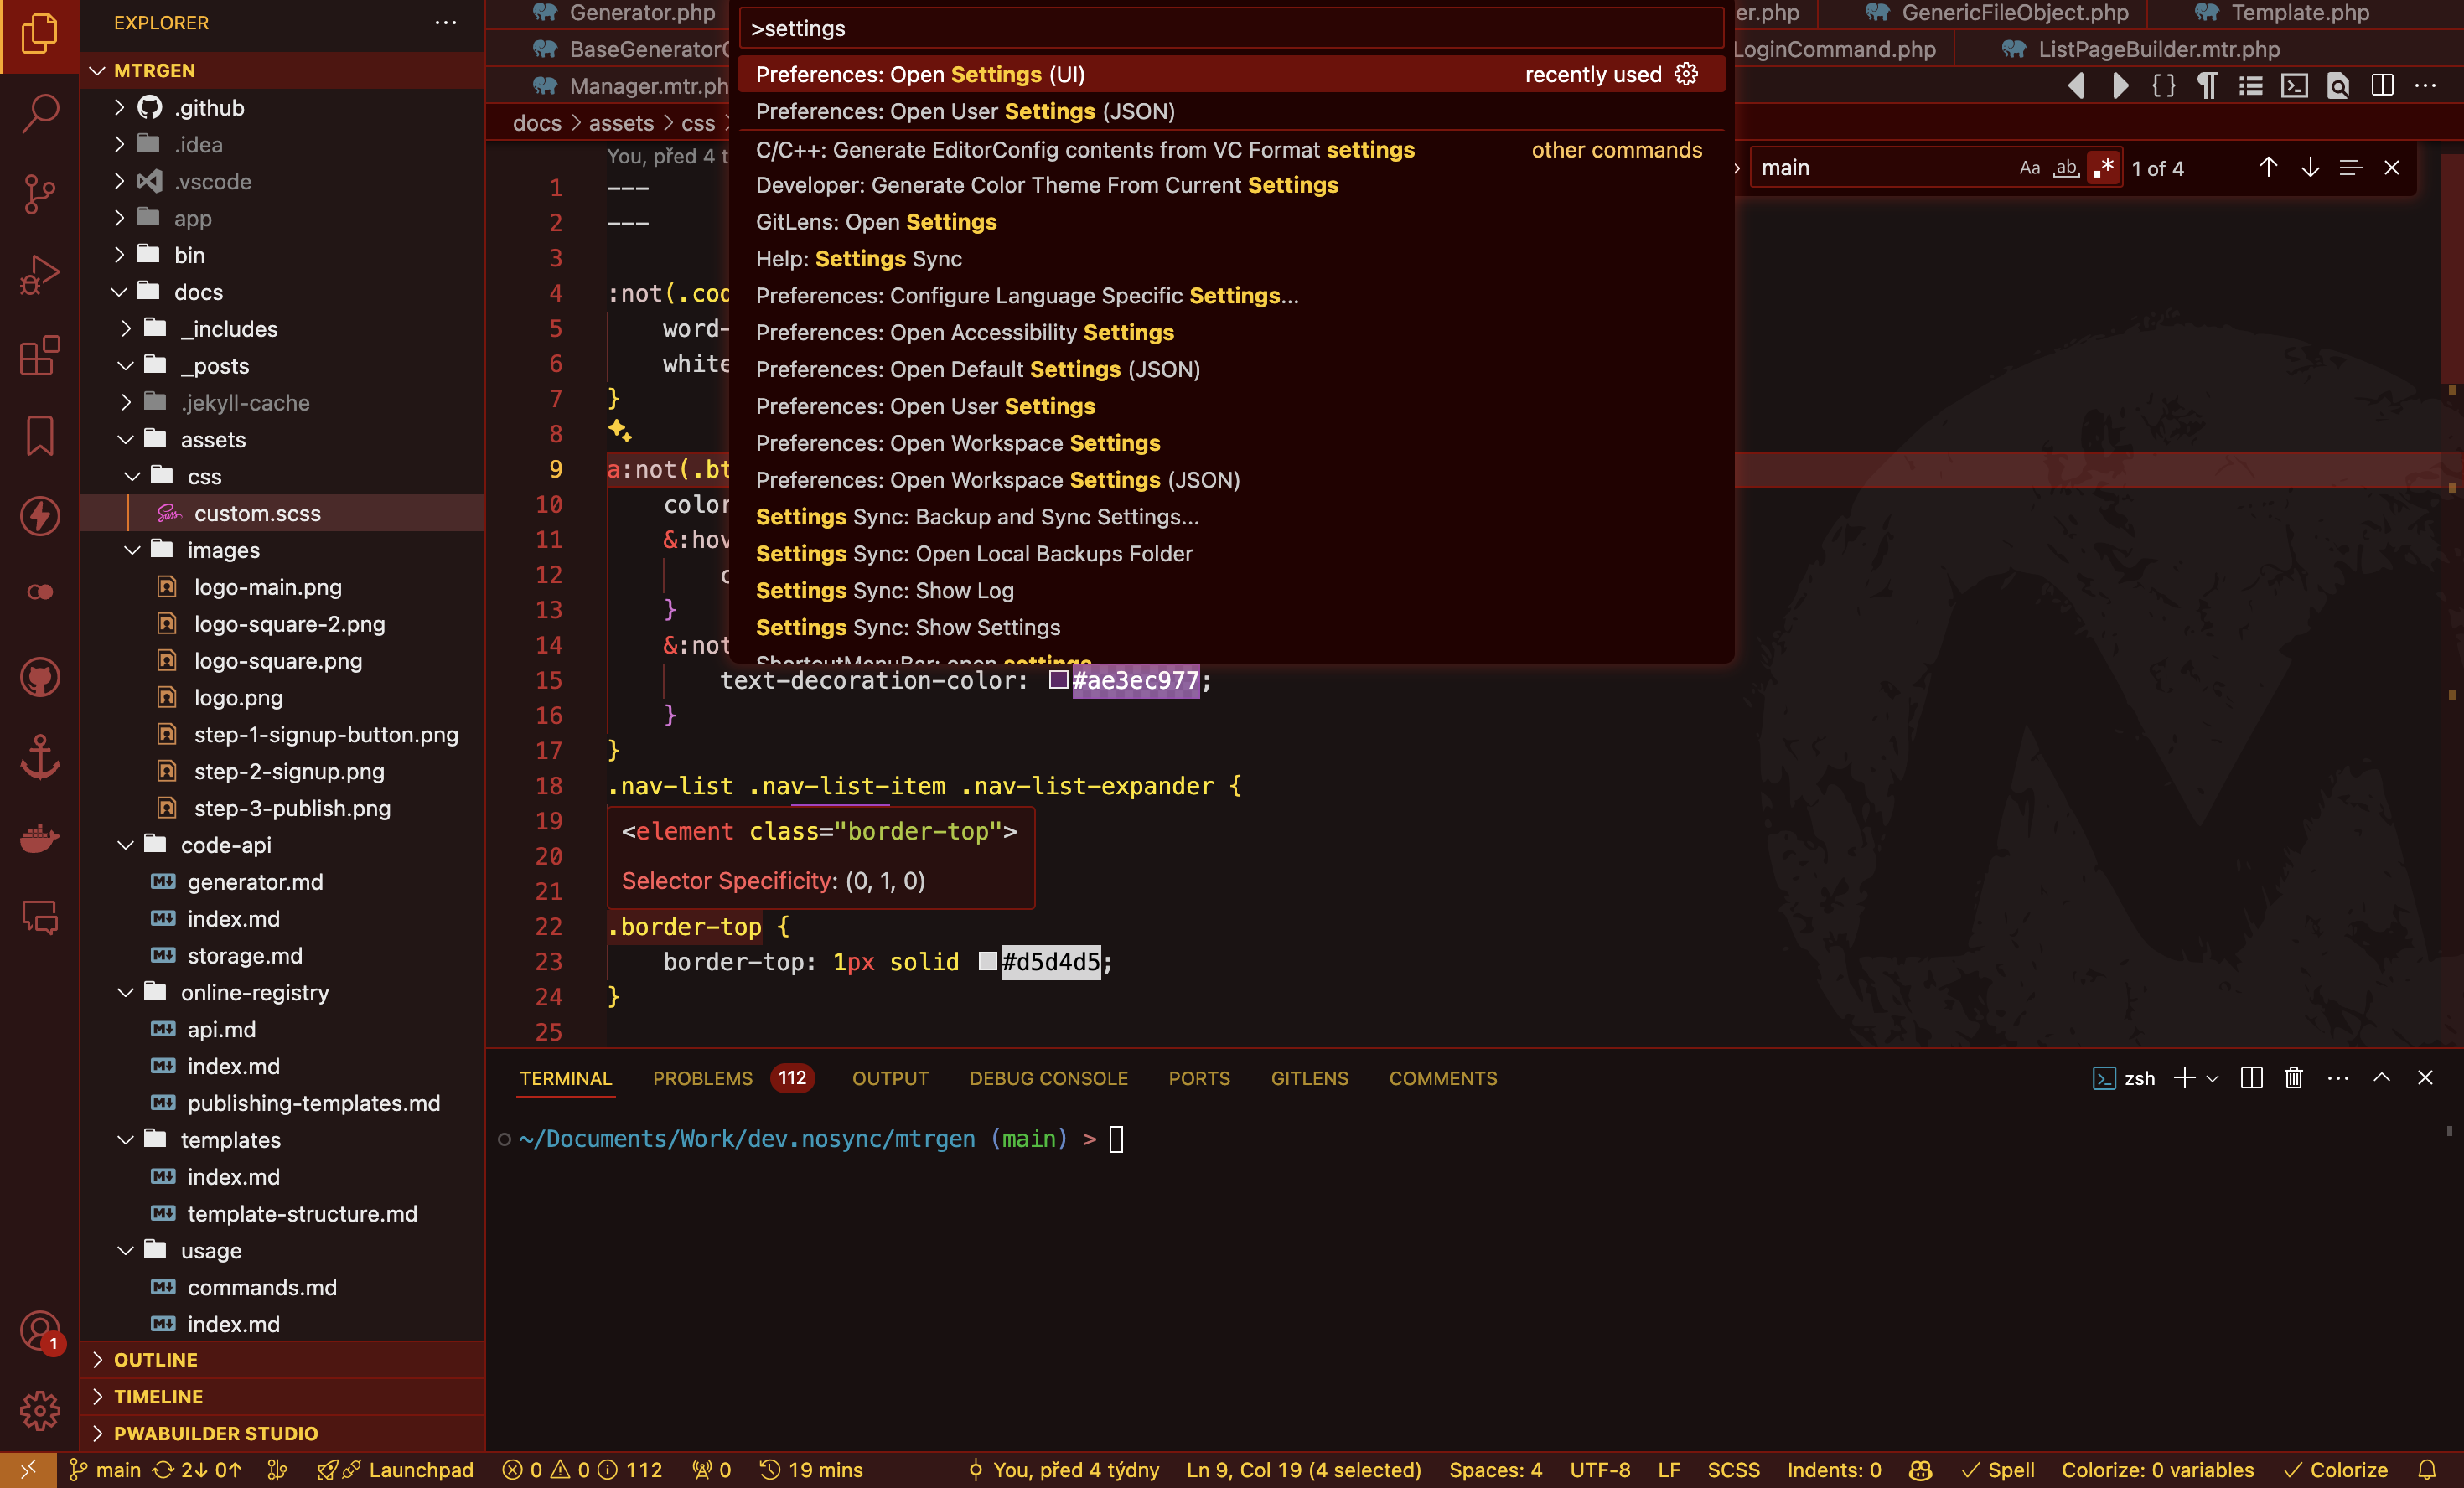 EXPLORER
MTRGEN
.github
.idea
.vscode
app
bin
docs
_includes
_posts
.jekyll-cache
assets
css
custom.scss
images
logo-main.png
logo-square-2.png
logo-square.png
logo.png
step-1-signup-button.png
step-2-signup.png
step-3-publish.png
code-api
generator.md
index.md
storage.md
online-registry
api.md
index.md
publishing-templates.md
templates
index.md
template-structure.md
usage
commands.md
index.md
OUTLINE
TIMELINE
PWABUILDER STUDIO
1
Generator.php
er.php
GenericFileObject.php
Template.php
LoginCommand.php
ListPageBuilder.mtr.php
Manager.mtr.ph
docs > assets > css >
>settings
Preferences: Open Settings (UI) recently used
Preferences: Open User Settings (JSON)
C/C++: Generate EditorConfig contents from VC Format settings other commands
Developer: Generate Color Theme From Current Settings
GitLens: Open Settings
Help: Settings Sync
Preferences: Configure Language Specific Settings...
Preferences: Open Accessibility Settings
Preferences: Open Default Settings (JSON)
Preferences: Open User Settings
Preferences: Open Workspace Settings
Preferences: Open Workspace Settings (JSON)
Settings Sync: Backup and Sync Settings...
Settings Sync: Open Local Backups Folder
Settings Sync: Show Log
Settings Sync: Show Settings
ShortcutMenuBar: open settings
main Aa ab .* 1 of 4
You, před 4 t
1 ---
2 ---
3
4 :not(.cod
5 word-
6 white
7 }
8
9 a:not(.bt
10 color
11 &:hov
12 c
13 }
14 &:not
15 text-decoration-color: #ae3ec977;
16 }
17 }
18 .nav-list .nav-list-item .nav-list-expander {
19
<element class="border-top">
20
Selector Specificity: (0, 1, 0)
21
22 .border-top {
23 border-top: 1px solid #d5d4d5;
24 }
25
TERMINAL PROBLEMS 112 OUTPUT DEBUG CONSOLE PORTS GITLENS COMMENTS
zsh
~/Documents/Work/dev.nosync/mtrgen (main) >
main 2↓ 0↑ Launchpad 0 0 112 0 19 mins You, před 4 týdny Ln 9, Col 19 (4 selected) Spaces: 4 UTF-8 LF SCSS Indents: 0 Spell Colorize: 0 variables Colorize